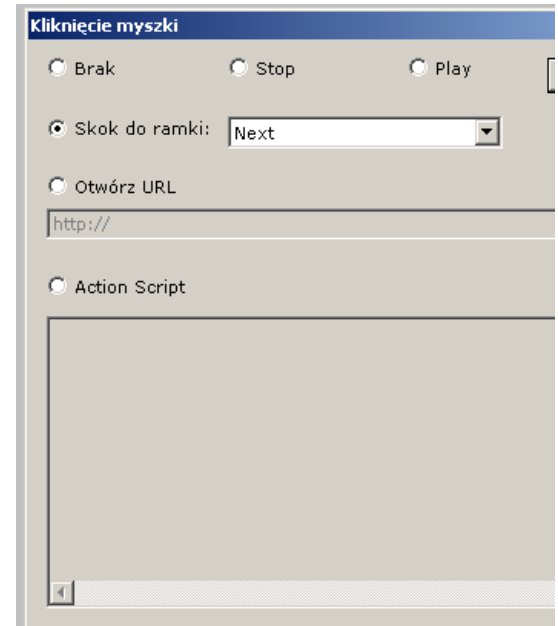 Kliknięcie myszki
Brak Stop Play
Skok do ramki: Next
Otwórz URL
http://
Action Script